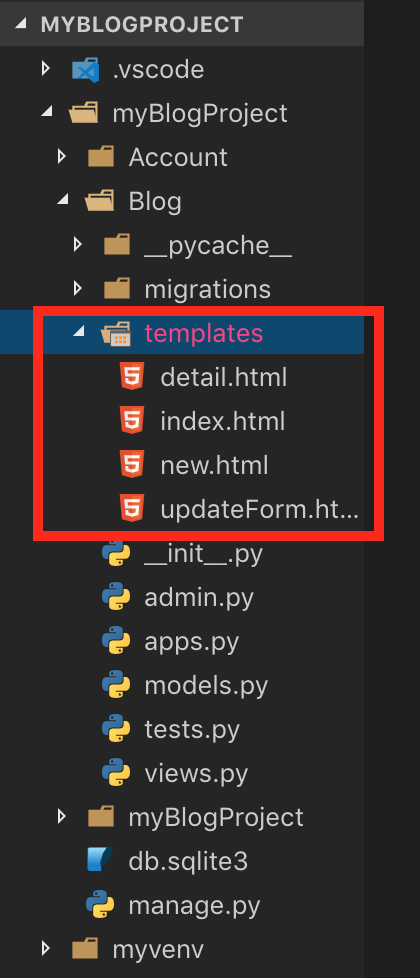 MYBLOGPROJECT
.vscode
myBlogProject
Account
Blog
__pycache__
migrations
templates
detail.html
index.html
new.html
updateForm.ht...
__init__.py
admin.py
apps.py
models.py
tests.py
views.py
myBlogProject
db.sqlite3
manage.py
myvenv